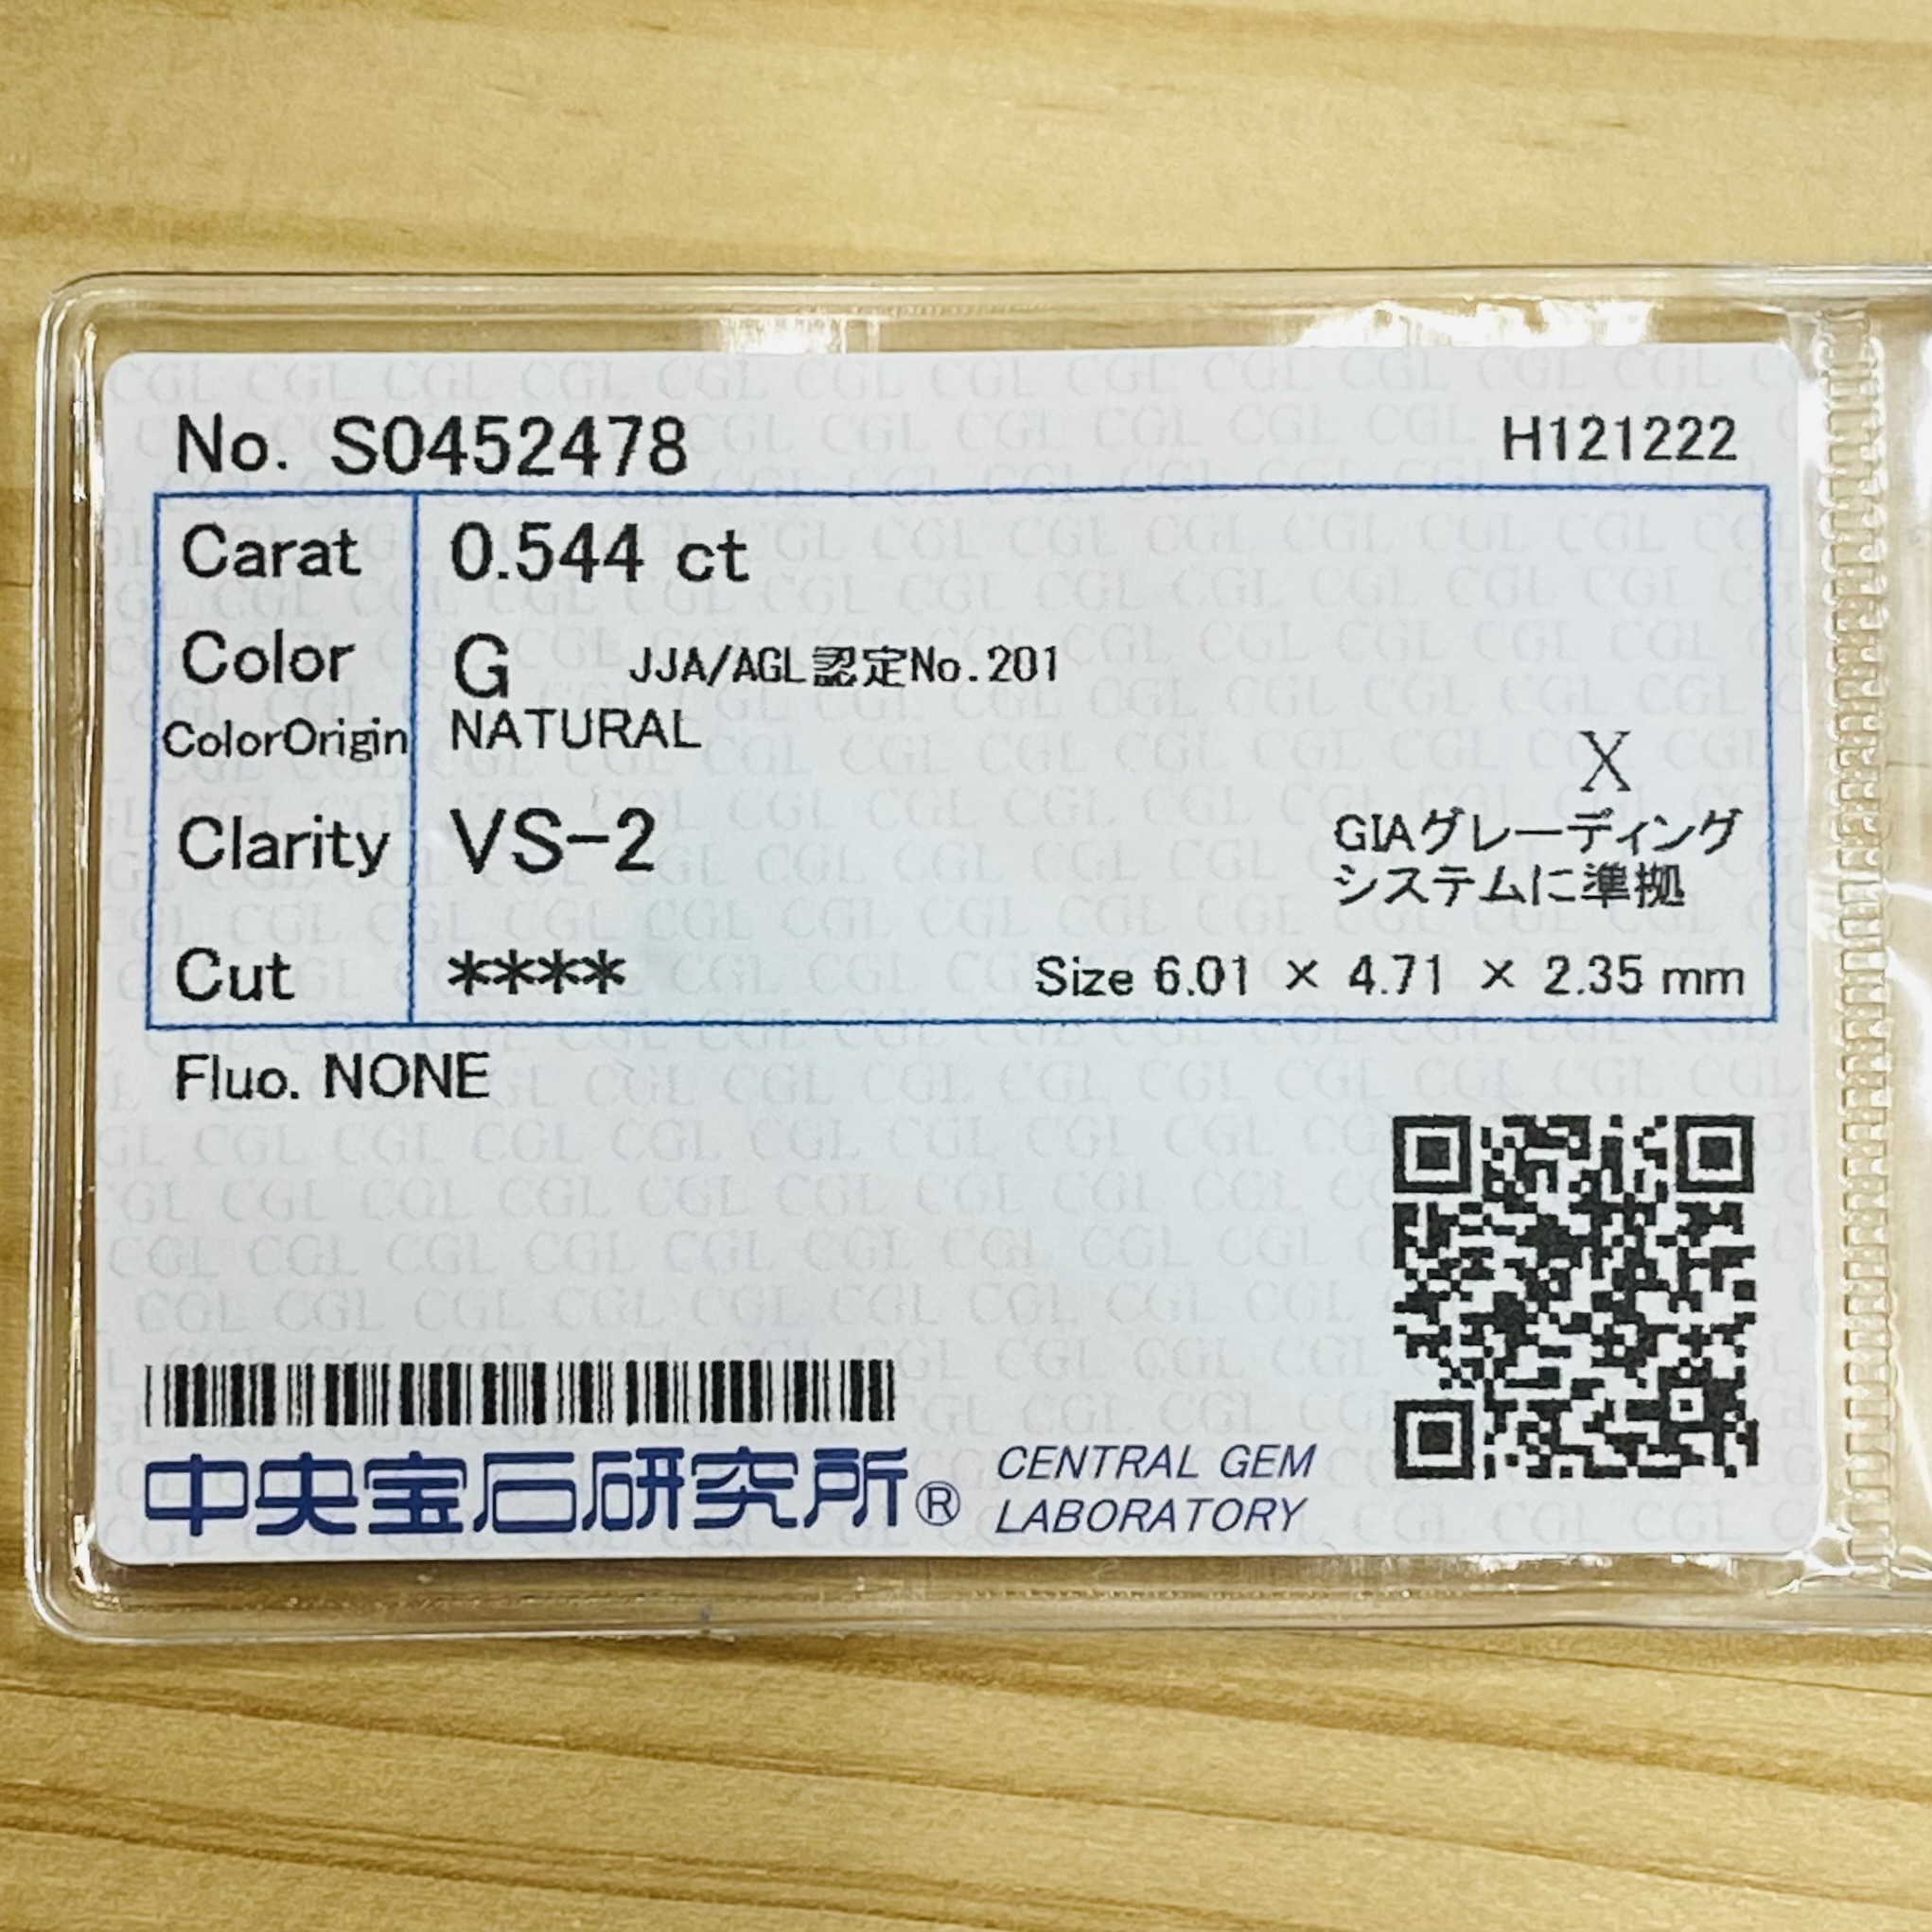 No. S0452478 H121222
Carat 0.544 ct
Color G JJA/AGL認定No.201
ColorOrigin NATURAL
X
Clarity VS-2
GIAグレーディング
システムに準拠
Cut **** Size 6.01 × 4.71 × 2.35 mm
Fluo. NONE
中央宝石研究所® CENTRAL GEM
LABORATORY